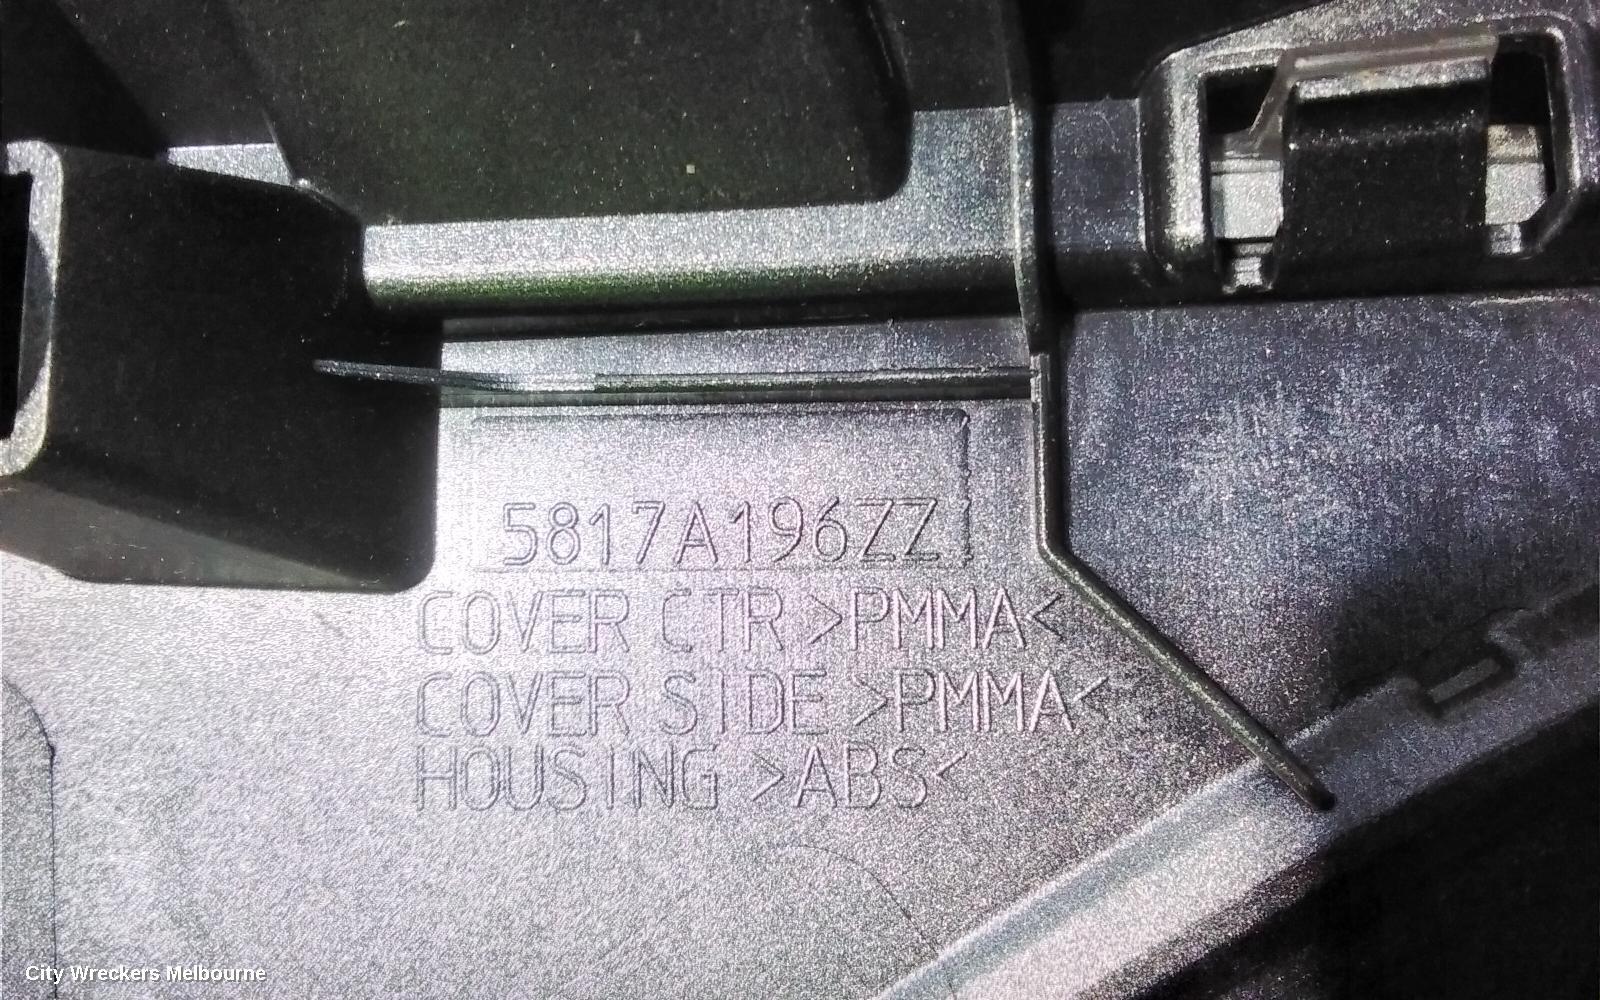 5817A196ZZ
COVER CTR >PMMA<
COVER SIDE >PMMA<
HOUSING >ABS<
City Wreckers Melbourne